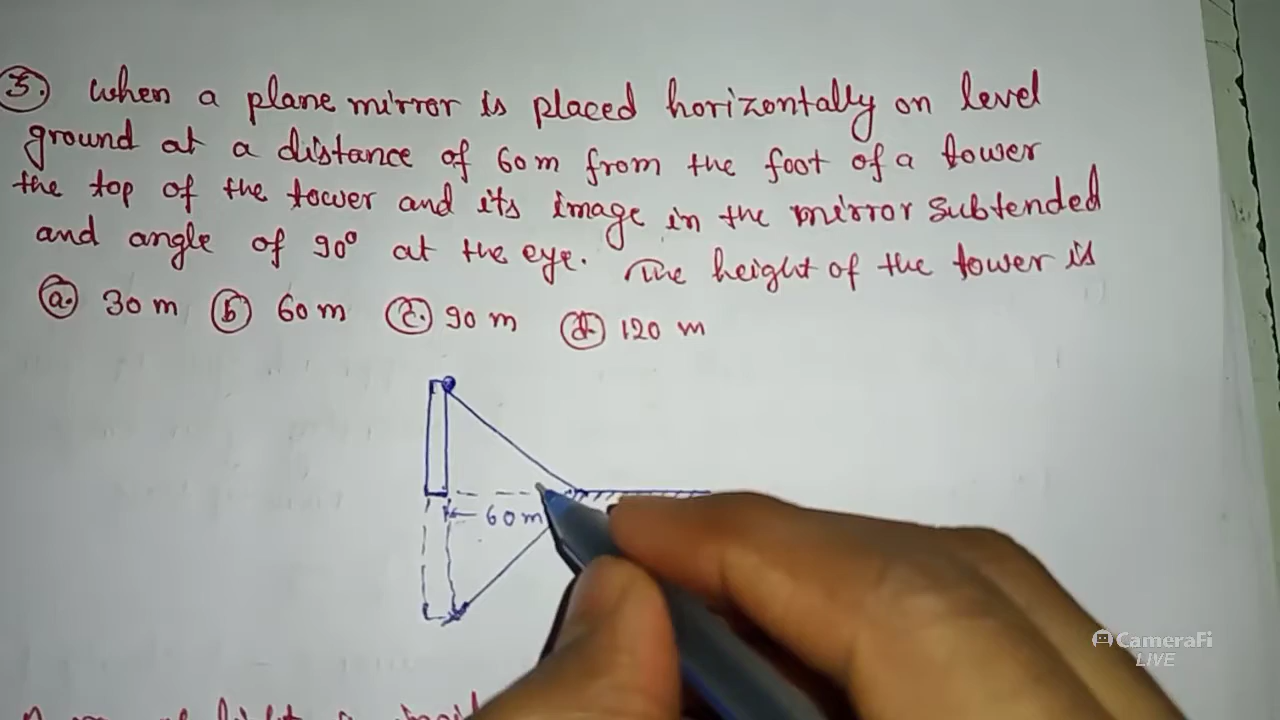 5. when a plane mirror is placed horizontally on level
ground at a distance of 60 m from the foot of a tower
the top of the tower and its image in the mirror subtended
and angle of 90° at the eye. The height of the tower is
a. 30 m b. 60 m c. 90 m d. 120 m
60 m
CameraFi
LIVE